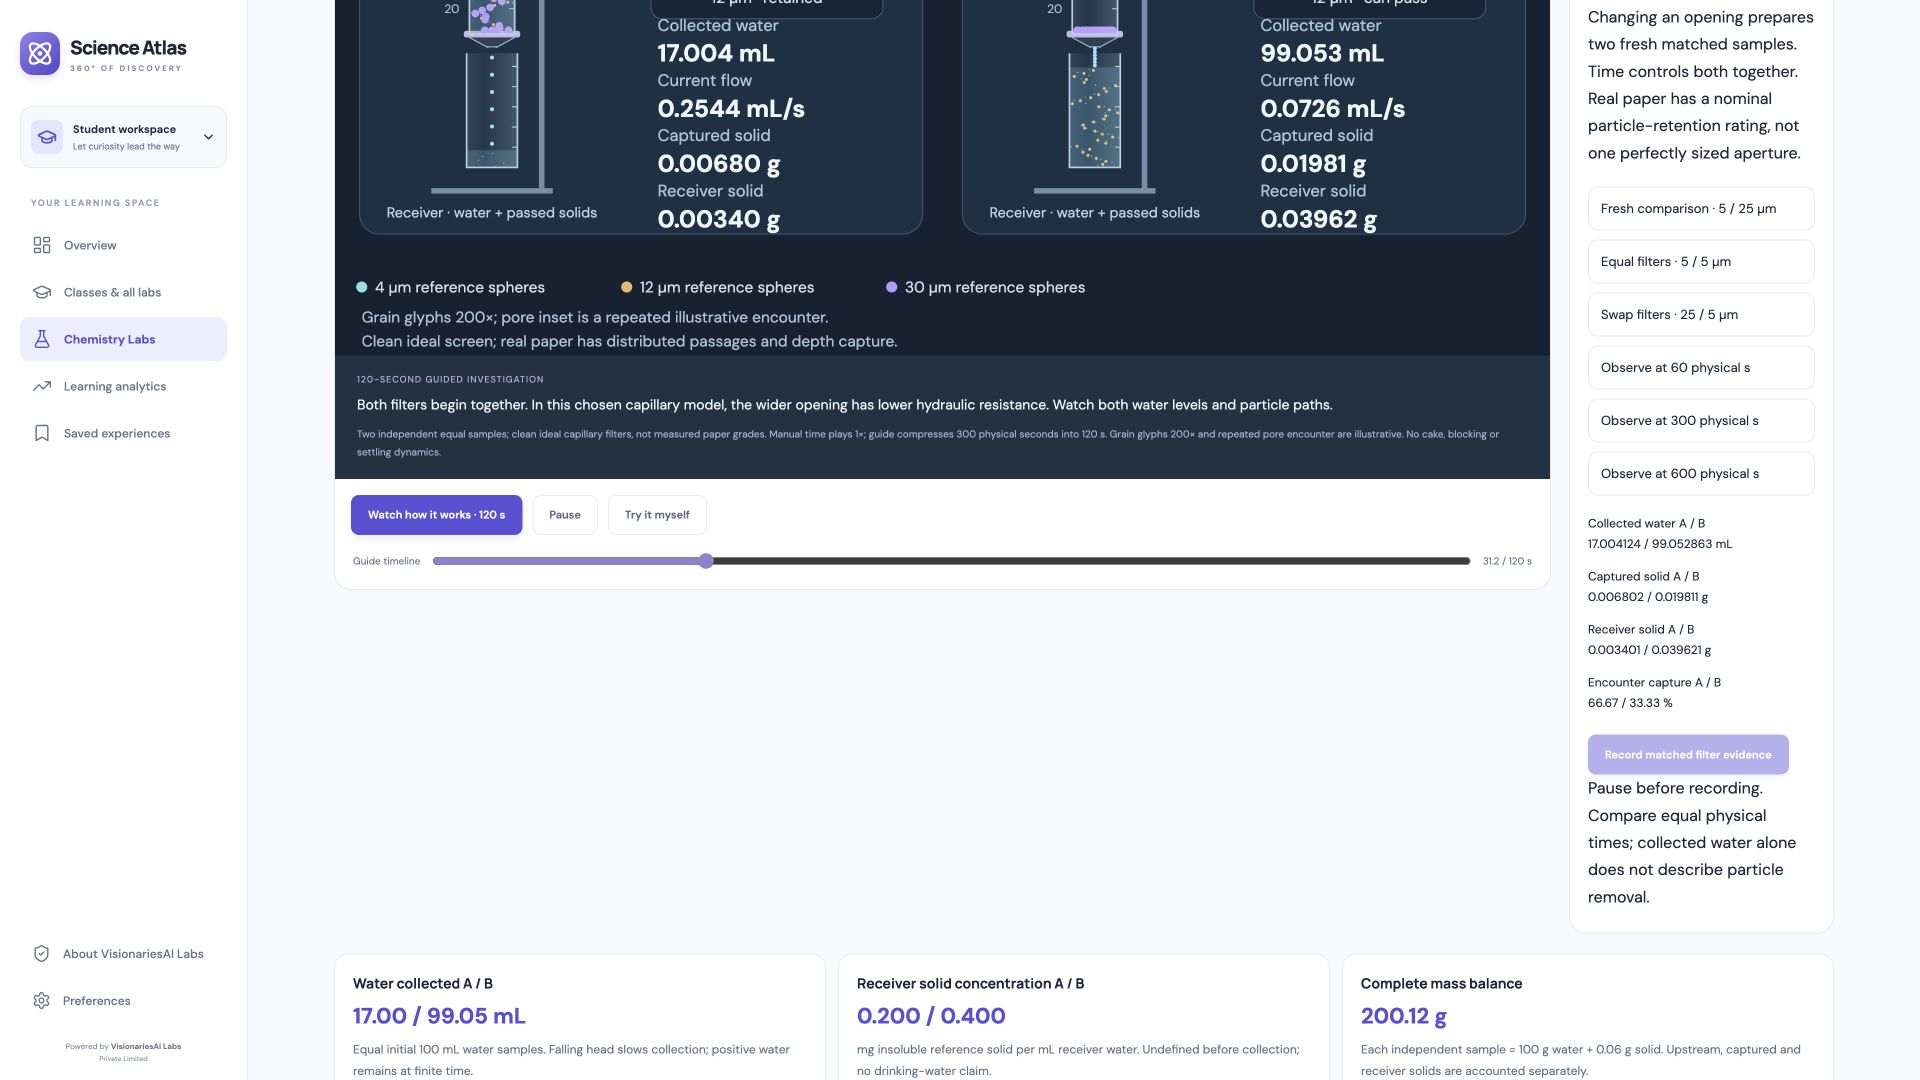 Science Atlas
360° OF DISCOVERY
Student workspace
Let curiosity lead the way
YOUR LEARNING SPACE
Overview
Classes & all labs
Chemistry Labs
Learning analytics
Saved experiences
About VisionariesAI Labs
Preferences
Powered by VisionariesAI Labs
Private Limited
20
12 µm · retained
Collected water
17.004 mL
Current flow
0.2544 mL/s
Captured solid
0.00680 g
Receiver solid
0.00340 g
Receiver · water + passed solids
20
12 µm · can pass
Collected water
99.053 mL
Current flow
0.0726 mL/s
Captured solid
0.01981 g
Receiver solid
0.03962 g
Receiver · water + passed solids
4 µm reference spheres
12 µm reference spheres
30 µm reference spheres
Grain glyphs 200×; pore inset is a repeated illustrative encounter.
Clean ideal screen; real paper has distributed passages and depth capture.
120-SECOND GUIDED INVESTIGATION
Both filters begin together. In this chosen capillary model, the wider opening has lower hydraulic resistance. Watch both water levels and particle paths.
Two independent equal samples; clean ideal capillary filters, not measured paper grades. Manual time plays 1×; guide compresses 300 physical seconds into 120 s. Grain glyphs 200× and repeated pore encounter are illustrative. No cake, blocking or
settling dynamics.
Watch how it works · 120 s
Pause
Try it myself
Guide timeline
31.2 / 120 s
Changing an opening prepares
two fresh matched samples.
Time controls both together.
Real paper has a nominal
particle-retention rating, not
one perfectly sized aperture.
Fresh comparison · 5 / 25 µm
Equal filters · 5 / 5 µm
Swap filters · 25 / 5 µm
Observe at 60 physical s
Observe at 300 physical s
Observe at 600 physical s
Collected water A / B
17.004124 / 99.052863 mL
Captured solid A / B
0.006802 / 0.019811 g
Receiver solid A / B
0.003401 / 0.039621 g
Encounter capture A / B
66.67 / 33.33 %
Record matched filter evidence
Pause before recording.
Compare equal physical
times; collected water alone
does not describe particle
removal.
Water collected A / B
17.00 / 99.05 mL
Equal initial 100 mL water samples. Falling head slows collection; positive water
remains at finite time.
Receiver solid concentration A / B
0.200 / 0.400
mg insoluble reference solid per mL receiver water. Undefined before collection;
no drinking-water claim.
Complete mass balance
200.12 g
Each independent sample = 100 g water + 0.06 g solid. Upstream, captured and
receiver solids are accounted separately.